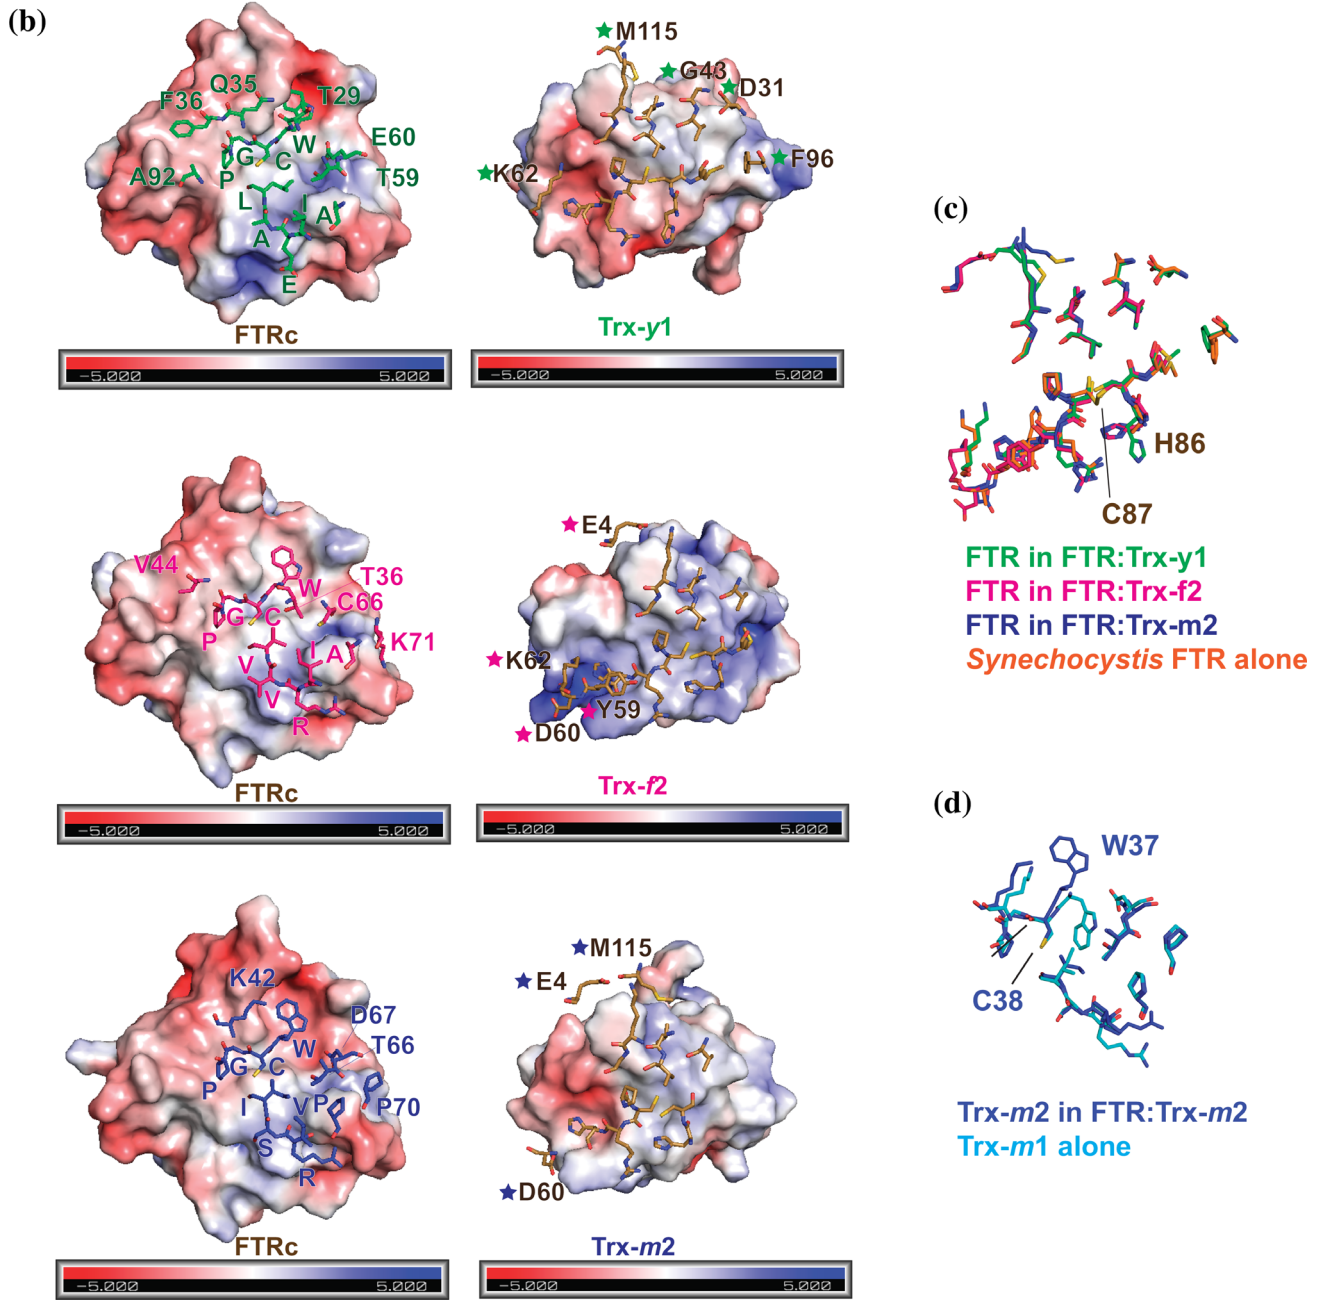 (b)
Q35
F36
T29
W
G
C
P
E60
T59
A92
L
I
A
A
E
FTRc
-5.000 5.000
★M115
★G43
★D31
★F96
★K62
Trx-y1
-5.000 5.000
V44
W
T36
G
C
C66
P
I
A
K71
V
V
R
FTRc
-5.000 5.000
★E4
★K62
★Y59
★D60
Trx-f2
-5.000 5.000
K42
D67
W
T66
G
C
P
I
V
P
P70
S
R
FTRc
-5.000 5.000
★M115
★E4
★D60
Trx-m2
-5.000 5.000
(c)
H86
C87
FTR in FTR:Trx-y1
FTR in FTR:Trx-f2
FTR in FTR:Trx-m2
Synechocystis FTR alone
(d)
W37
C38
Trx-m2 in FTR:Trx-m2
Trx-m1 alone